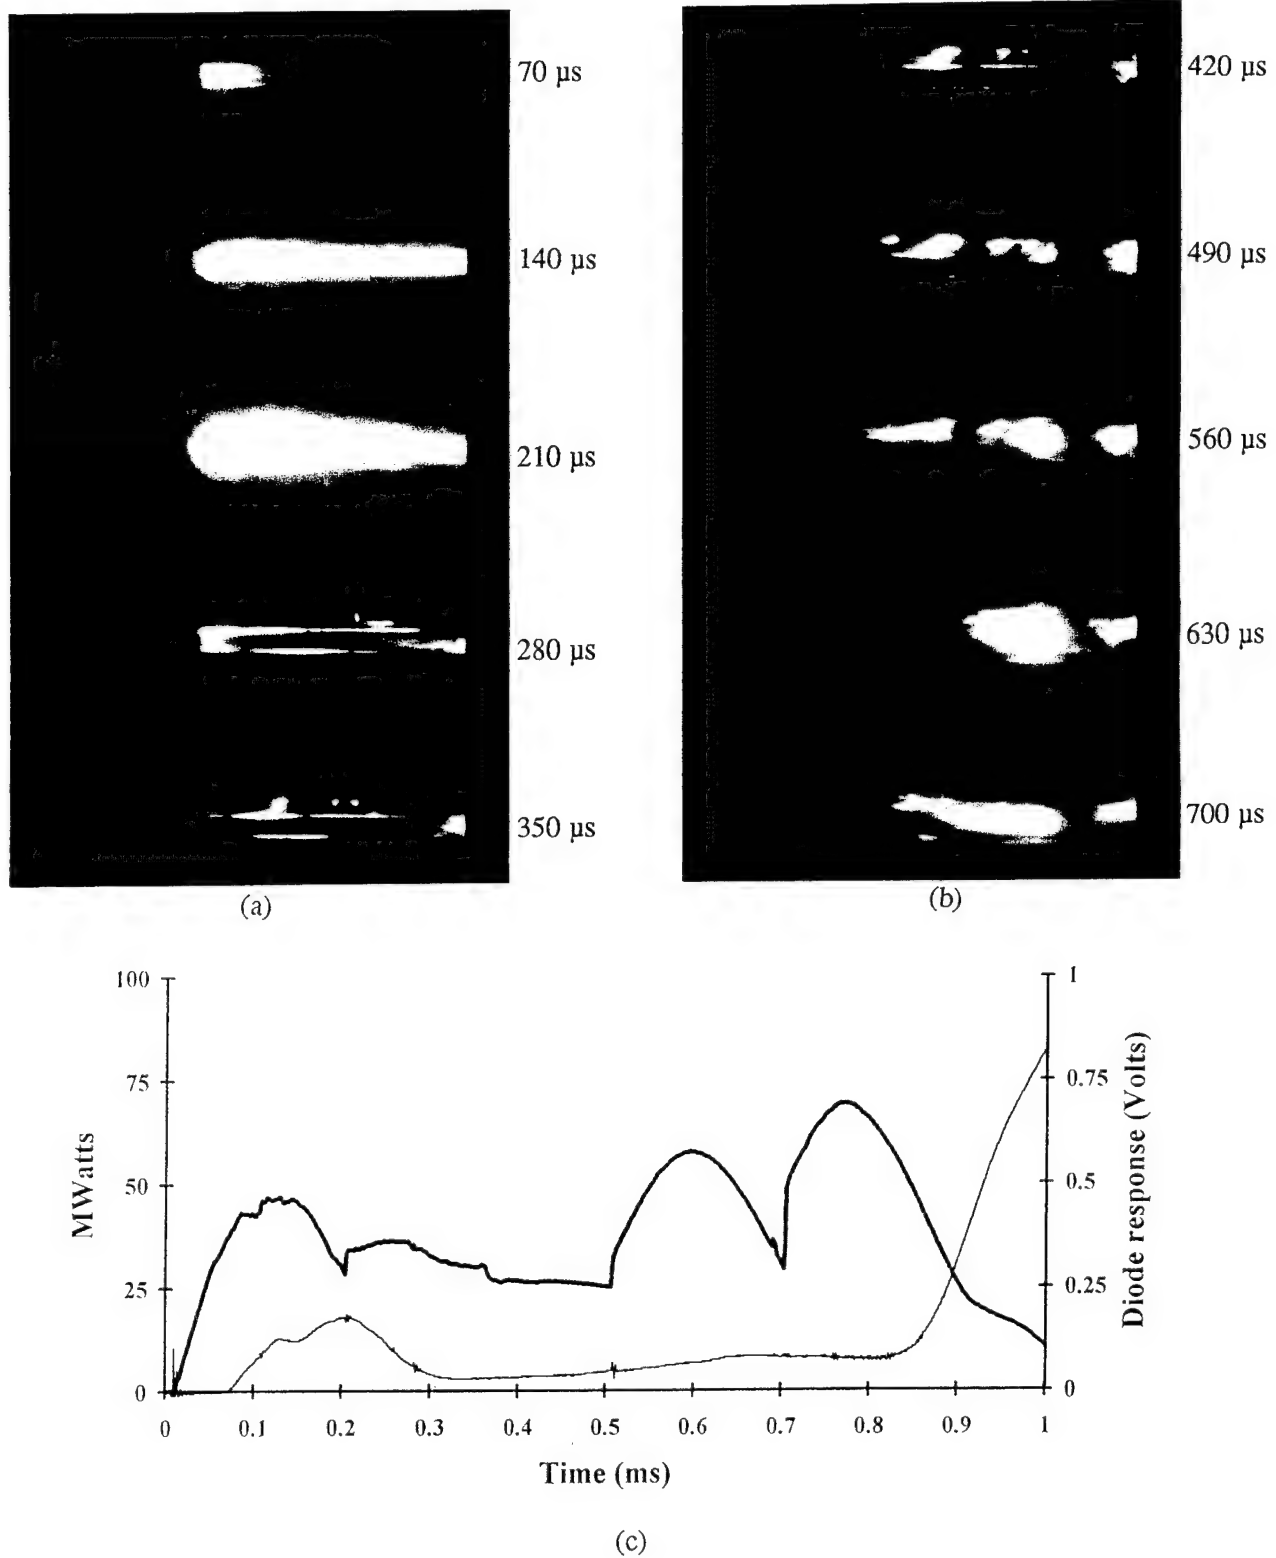 70 µs
140 µs
210 µs
280 µs
350 µs
(a)
420 µs
490 µs
560 µs
630 µs
700 µs
(b)
100
75
50
25
0
MWatts
1
0.75
0.5
0.25
0
Diode response (Volts)
0 0.1 0.2 0.3 0.4 0.5 0.6 0.7 0.8 0.9 1
Time (ms)
(c)